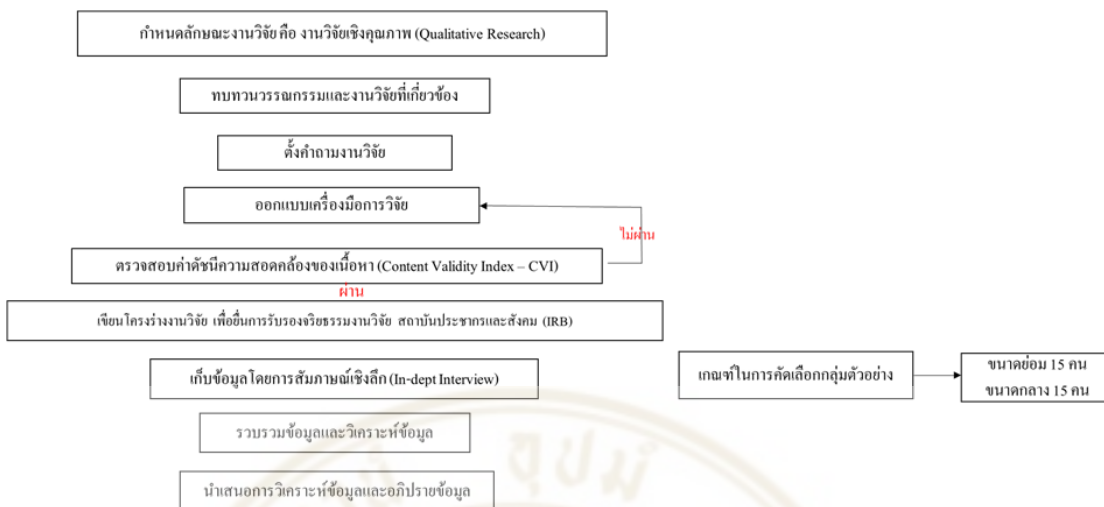 กำหนดลักษณะงานวิจัย คือ งานวิจัยเชิงคุณภาพ (Qualitative Research)
ทบทวนวรรณกรรมและงานวิจัยที่เกี่ยวข้อง
ตั้งคำถามงานวิจัย
ออกแบบเครื่องมือการวิจัย
ไม่ผ่าน
ตรวจสอบค่าดัชนีความสอดคล้องของเนื้อหา (Content Validity Index – CVI)
ผ่าน
เขียนโครงร่างงานวิจัย เพื่อยื่นการรับรองจริยธรรมงานวิจัย สถาบันประชากรและสังคม (IRB)
เก็บข้อมูลโดยการสัมภาษณ์เชิงลึก (In-dept Interview)
เกณฑ์ในการคัดเลือกกลุ่มตัวอย่าง
ขนาดย่อม 15 คน
ขนาดกลาง 15 คน
รวบรวมข้อมูลและวิเคราะห์ข้อมูล
นำเสนอการวิเคราะห์ข้อมูลและอภิปรายข้อมูล